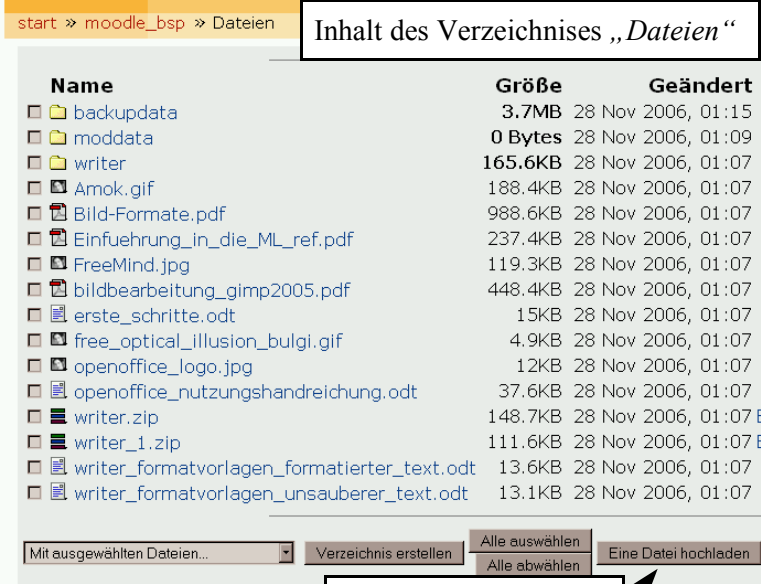 start » moodle_bsp » Dateien
Inhalt des Verzeichnises „Dateien“
Name Größe Geändert
backupdata 3.7MB 28 Nov 2006, 01:15
moddata 0 Bytes 28 Nov 2006, 01:09
writer 165.6KB 28 Nov 2006, 01:07
Amok.gif 188.4KB 28 Nov 2006, 01:07
Bild-Formate.pdf 988.6KB 28 Nov 2006, 01:07
Einfuehrung_in_die_ML_ref.pdf 237.4KB 28 Nov 2006, 01:07
FreeMind.jpg 119.3KB 28 Nov 2006, 01:07
bildbearbeitung_gimp2005.pdf 448.4KB 28 Nov 2006, 01:07
erste_schritte.odt 15KB 28 Nov 2006, 01:07
free_optical_illusion_bulgi.gif 4.9KB 28 Nov 2006, 01:07
openoffice_logo.jpg 12KB 28 Nov 2006, 01:07
openoffice_nutzungshandreichung.odt 37.6KB 28 Nov 2006, 01:07
writer.zip 148.7KB 28 Nov 2006, 01:07
writer_1.zip 111.6KB 28 Nov 2006, 01:07
writer_formatvorlagen_formatierter_text.odt 13.6KB 28 Nov 2006, 01:07
writer_formatvorlagen_unsauberer_text.odt 13.1KB 28 Nov 2006, 01:07
Mit ausgewählten Dateien... Verzeichnis erstellen Alle auswählen Eine Datei hochladen
Alle abwählen